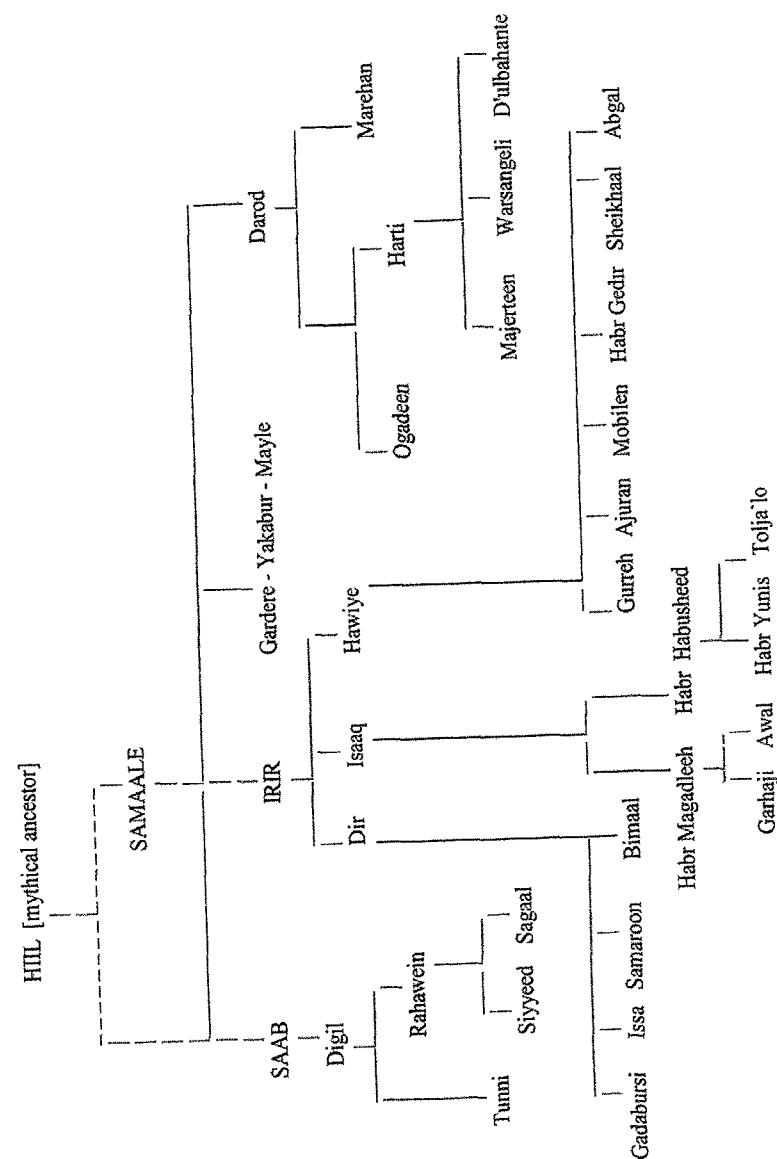 HIIL [mythical ancestor]
SAAB
SAMAALE
Digil
IRIR
Gardere - Yakabur - Mayle
Darod
Tunni
Rahawein
Dir
Isaaq
Hawiye
Ogadeen
Harti
Marehan
Siyyeed
Sagaal
Majerteen
Warsangeli
D'ulbahante
Gadabursi
Issa
Samaroon
Bimaal
Habr Magadleeh
Habr Habusheed
Gurreh
Ajuran
Mobilen
Habr Gedir
Sheikhaal
Abgal
Garhaji
Awal
Habr Yunis
Tolja`lo